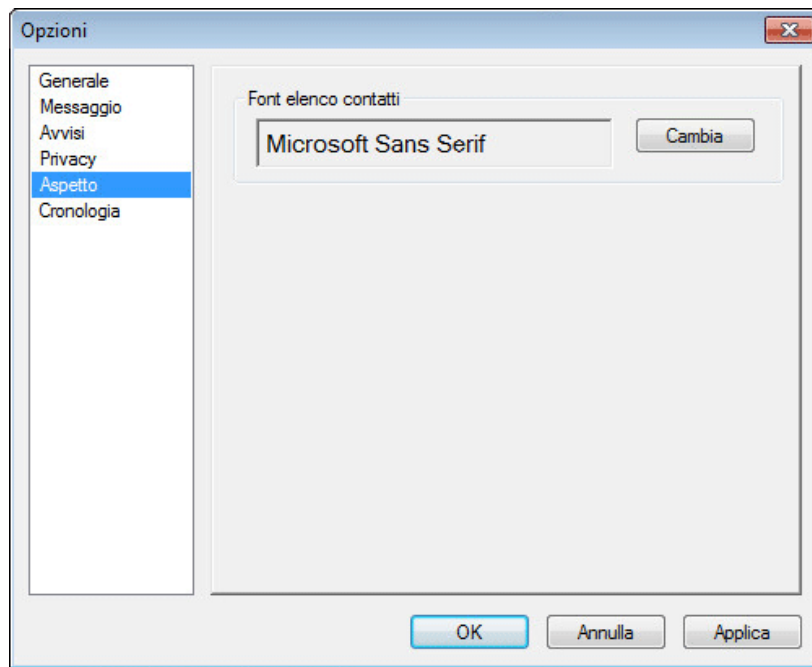 Opzioni
Generale
Messaggio
Avvisi
Privacy
Aspetto
Cronologia
Font elenco contatti
Microsoft Sans Serif
Cambia
OK
Annulla
Applica